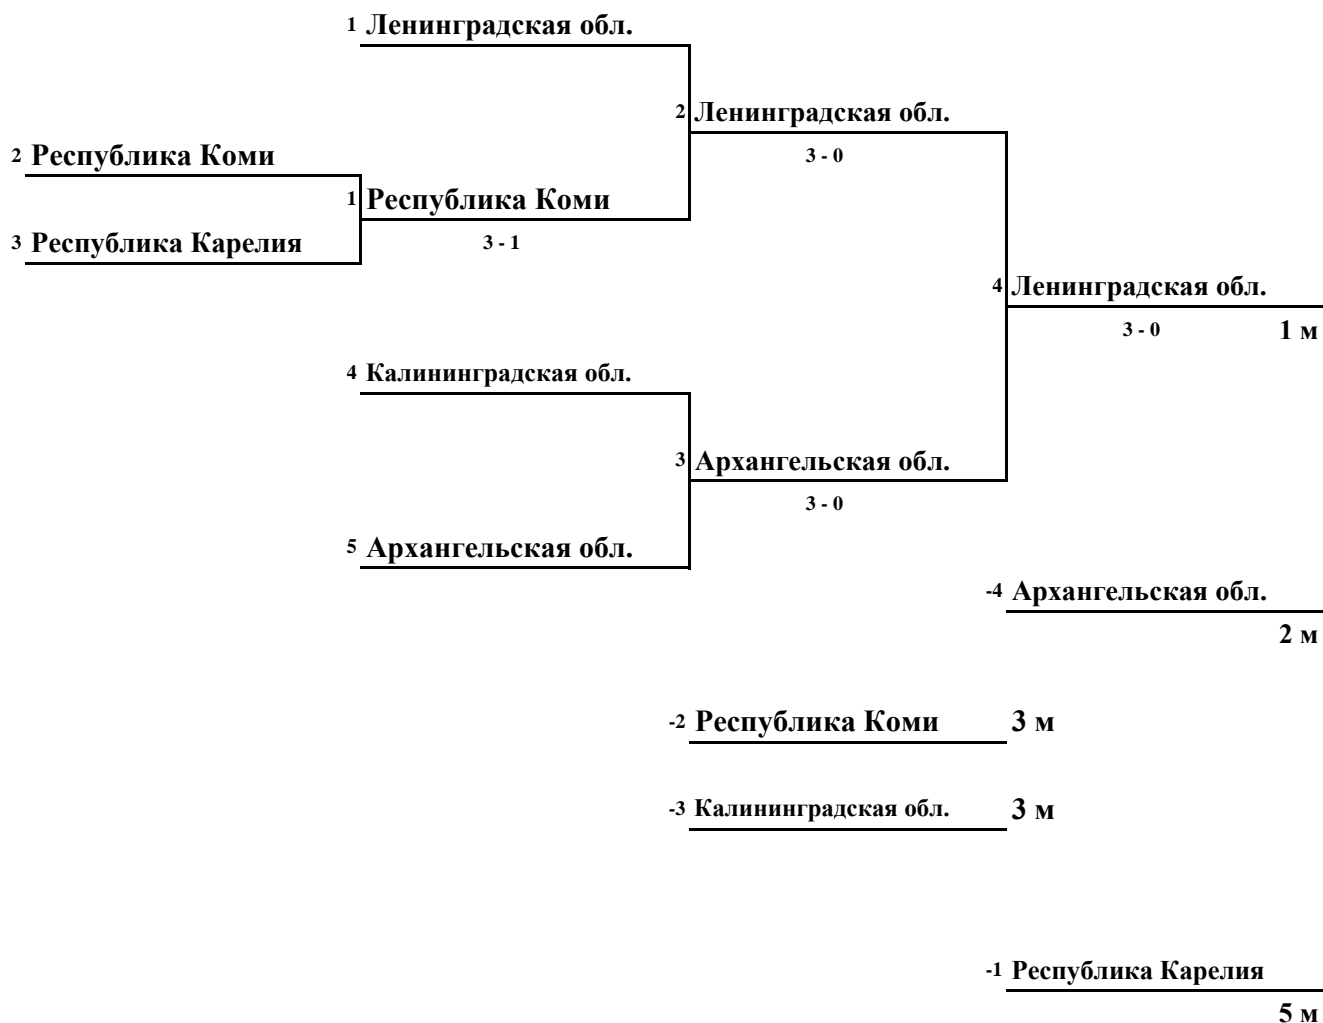 1 Ленинградская обл.
2 Ленинградская обл.
3 - 0
2 Республика Коми
1 Республика Коми
3 Республика Карелия
3 - 1
4 Ленинградская обл.
3 - 0
1 м
4 Калининградская обл.
3 Архангельская обл.
3 - 0
5 Архангельская обл.
-4 Архангельская обл.
2 м
-2 Республика Коми 3 м
-3 Калининградская обл. 3 м
-1 Республика Карелия
5 м